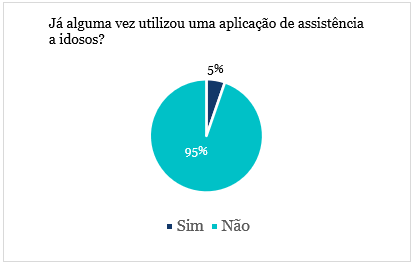 Já alguma vez utilizou uma aplicação de assistência
a idosos?
5%
95%
Sim Não